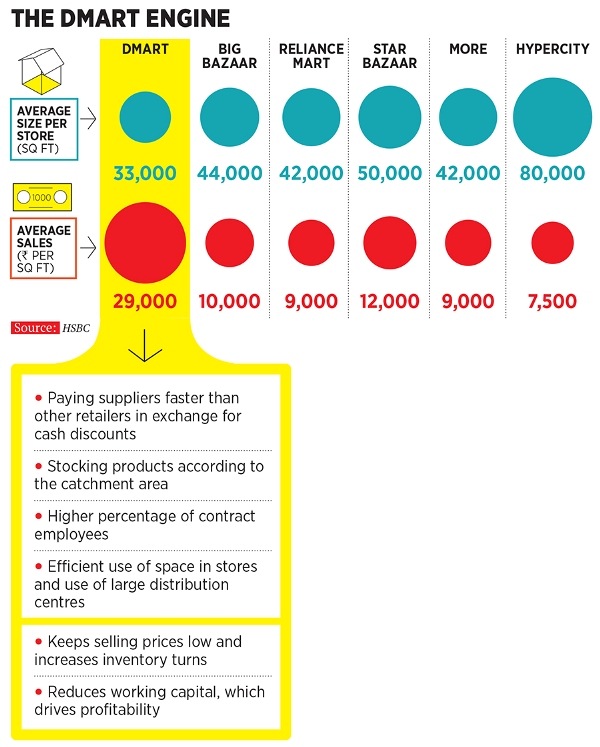 THE DMART ENGINE
DMART
BIG
BAZAAR
RELIANCE
MART
STAR
BAZAAR
MORE
HYPERCITY
AVERAGE
SIZE PER
STORE
(SQ FT)
33,000
44,000
42,000
50,000
42,000
80,000
1000
AVERAGE
SALES
(₹ PER
SQ FT)
29,000
10,000
9,000
12,000
9,000
7,500
Source: HSBC
• Paying suppliers faster than
other retailers in exchange for
cash discounts
• Stocking products according to
the catchment area
• Higher percentage of contract
employees
• Efficient use of space in stores
and use of large distribution
centres
• Keeps selling prices low and
increases inventory turns
• Reduces working capital, which
drives profitability